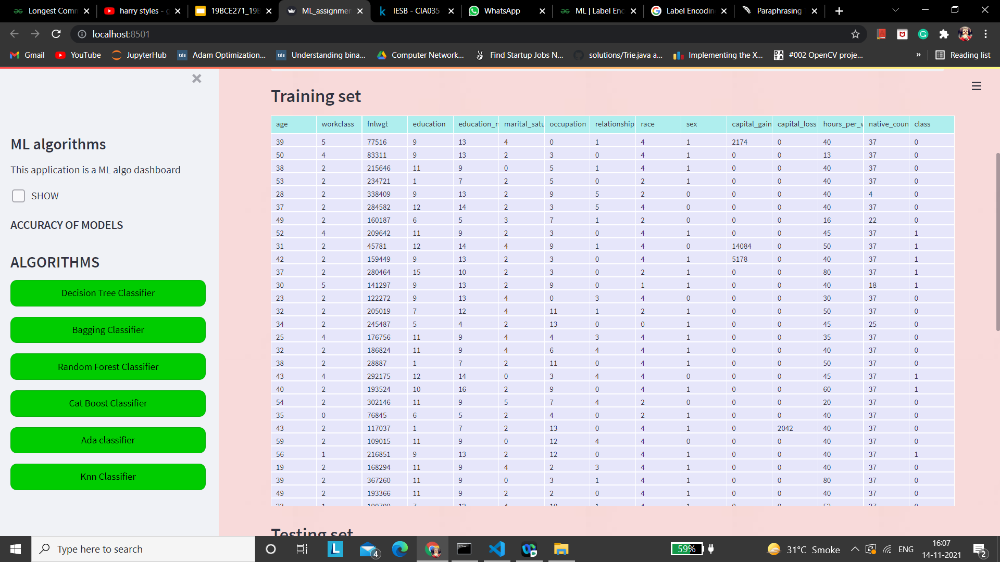 Longest Comm
harry styles - g
19BCE271_19B
ML_assignmen
IESB - CIA035
WhatsApp
ML | Label Enc
Label Encodin
Paraphrasing T
localhost:8501
Gmail
YouTube
JupyterHub
tds Adam Optimization...
tds Understanding bina...
Computer Network...
Find Startup Jobs N...
solutions/Trie.java a...
Implementing the X...
DATA #002 OpenCV proje...
»
Reading list
ML algorithms
This application is a ML algo dashboard
SHOW
ACCURACY OF MODELS
ALGORITHMS
Decision Tree Classifier
Bagging Classifier
Random Forest Classifier
Cat Boost Classifier
Ada classifier
Knn Classifier
Training set
age workclass fnlwgt education education_n marital_satu occupation relationship race sex capital_gain capital_loss hours_per_w native_coun class
39 5 77516 9 13 4 0 1 4 1 2174 0 40 37 0
50 4 83311 9 13 2 3 0 4 1 0 0 13 37 0
38 2 215646 11 9 0 5 1 4 1 0 0 40 37 0
53 2 234721 1 7 2 5 0 2 1 0 0 40 37 0
28 2 338409 9 13 2 9 5 2 0 0 0 40 4 0
37 2 284582 12 14 2 3 5 4 0 0 0 40 37 0
49 2 160187 6 5 3 7 1 2 0 0 0 16 22 0
52 4 209642 11 9 2 3 0 4 1 0 0 45 37 1
31 2 45781 12 14 4 9 1 4 0 14084 0 50 37 1
42 2 159449 9 13 2 3 0 4 1 5178 0 40 37 1
37 2 280464 15 10 2 3 0 2 1 0 0 80 37 1
30 5 141297 9 13 2 9 0 1 1 0 0 40 18 1
23 2 122272 9 13 4 0 3 4 0 0 0 30 37 0
32 2 205019 7 12 4 11 1 2 1 0 0 50 37 0
34 2 245487 5 4 2 13 0 0 1 0 0 45 25 0
25 4 176756 11 9 4 4 3 4 1 0 0 35 37 0
32 2 186824 11 9 4 6 4 4 1 0 0 40 37 0
38 2 28887 1 7 2 11 0 4 1 0 0 50 37 0
43 4 292175 12 14 0 3 4 4 0 0 0 45 37 1
40 2 193524 10 16 2 9 0 4 1 0 0 60 37 1
54 2 302146 11 9 5 7 4 2 0 0 0 20 37 0
35 0 76845 6 5 2 4 0 2 1 0 0 40 37 0
43 2 117037 1 7 2 13 0 4 1 0 2042 40 37 0
59 2 109015 11 9 0 12 4 4 0 0 0 40 37 0
56 1 216851 9 13 2 12 0 4 1 0 0 40 37 1
19 2 168294 11 9 4 2 3 4 1 0 0 40 37 0
39 2 367260 11 9 0 3 1 4 1 0 0 80 37 0
49 2 193366 11 9 2 2 0 4 1 0 0 40 37 0
Testing set
Type here to search
4
59%
31°C Smoke
ENG
16:07
14-11-2021
2